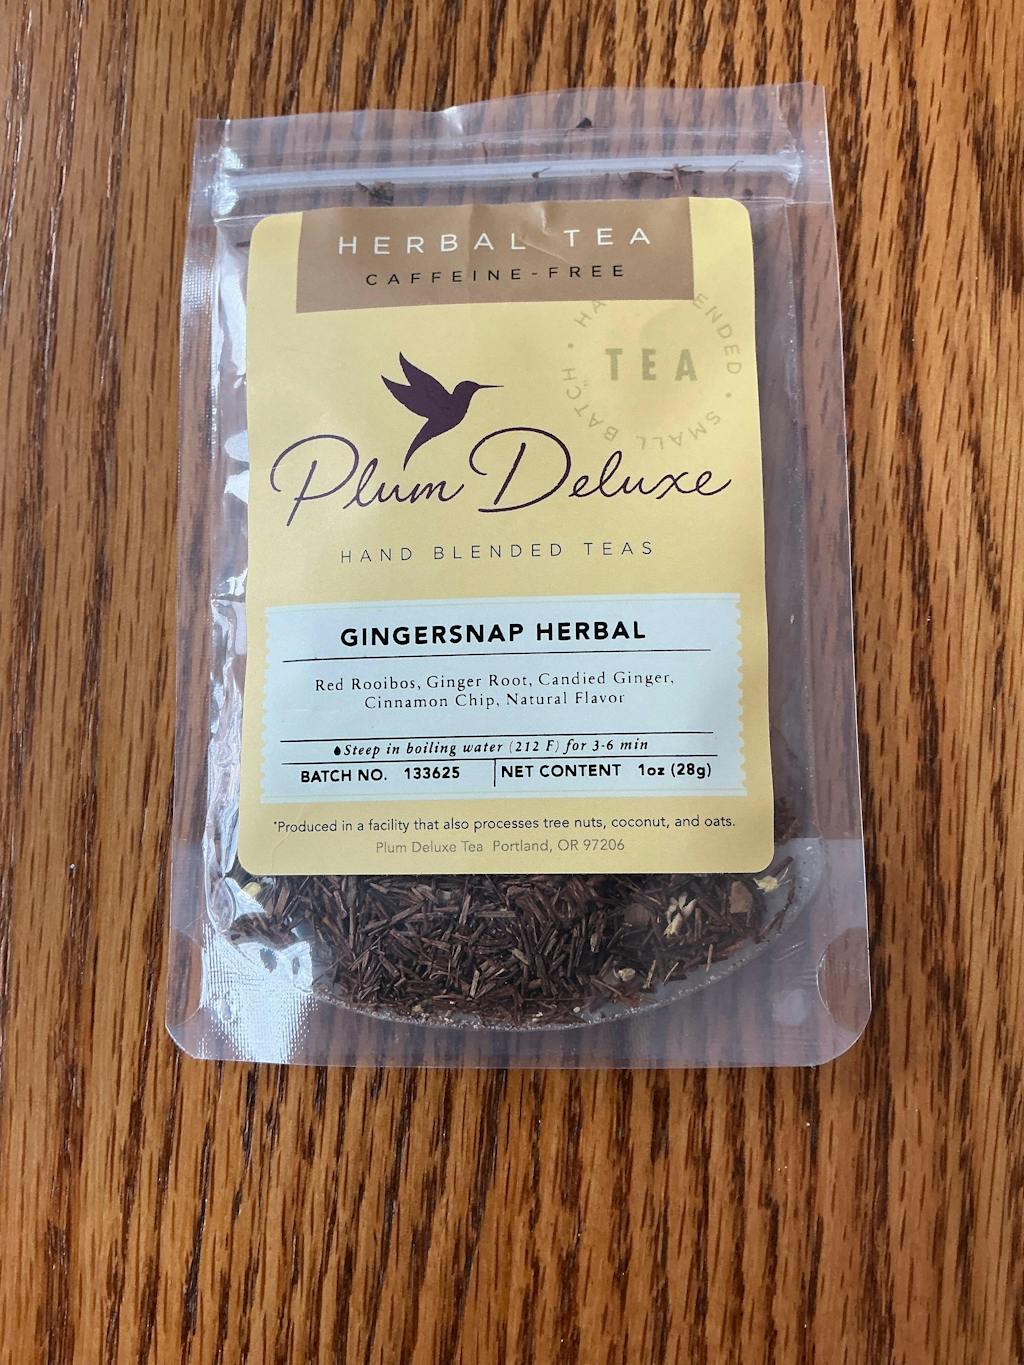 HERBAL TEA
CAFFEINE-FREE
TEA
SMALL BATCH •
Plum Deluxe
HAND BLENDED TEAS
GINGERSNAP HERBAL
Red Rooibos, Ginger Root, Candied Ginger,
Cinnamon Chip, Natural Flavor
Steep in boiling water (212 F) for 3-6 min
BATCH NO. 133625 NET CONTENT 1oz (28g)
*Produced in a facility that also processes tree nuts, coconut, and oats.
Plum Deluxe Tea Portland, OR 97206